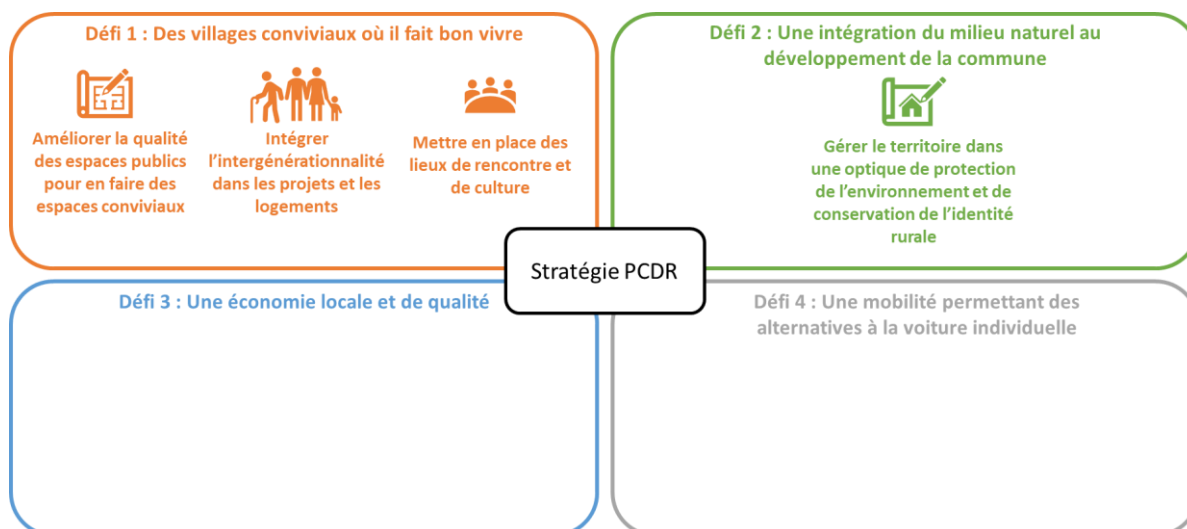 Défi 1 : Des villages conviviaux où il fait bon vivre
Améliorer la qualité
des espaces publics
pour en faire des
espaces conviviaux
Intégrer
l'intergénérationnalité
dans les projets et les
logements
Mettre en place des
lieux de rencontre et
de culture
Défi 2 : Une intégration du milieu naturel au
développement de la commune
Gérer le territoire dans
une optique de protection
de l'environnement et de
conservation de l'identité
rurale
Stratégie PCDR
Défi 3 : Une économie locale et de qualité
Défi 4 : Une mobilité permettant des
alternatives à la voiture individuelle